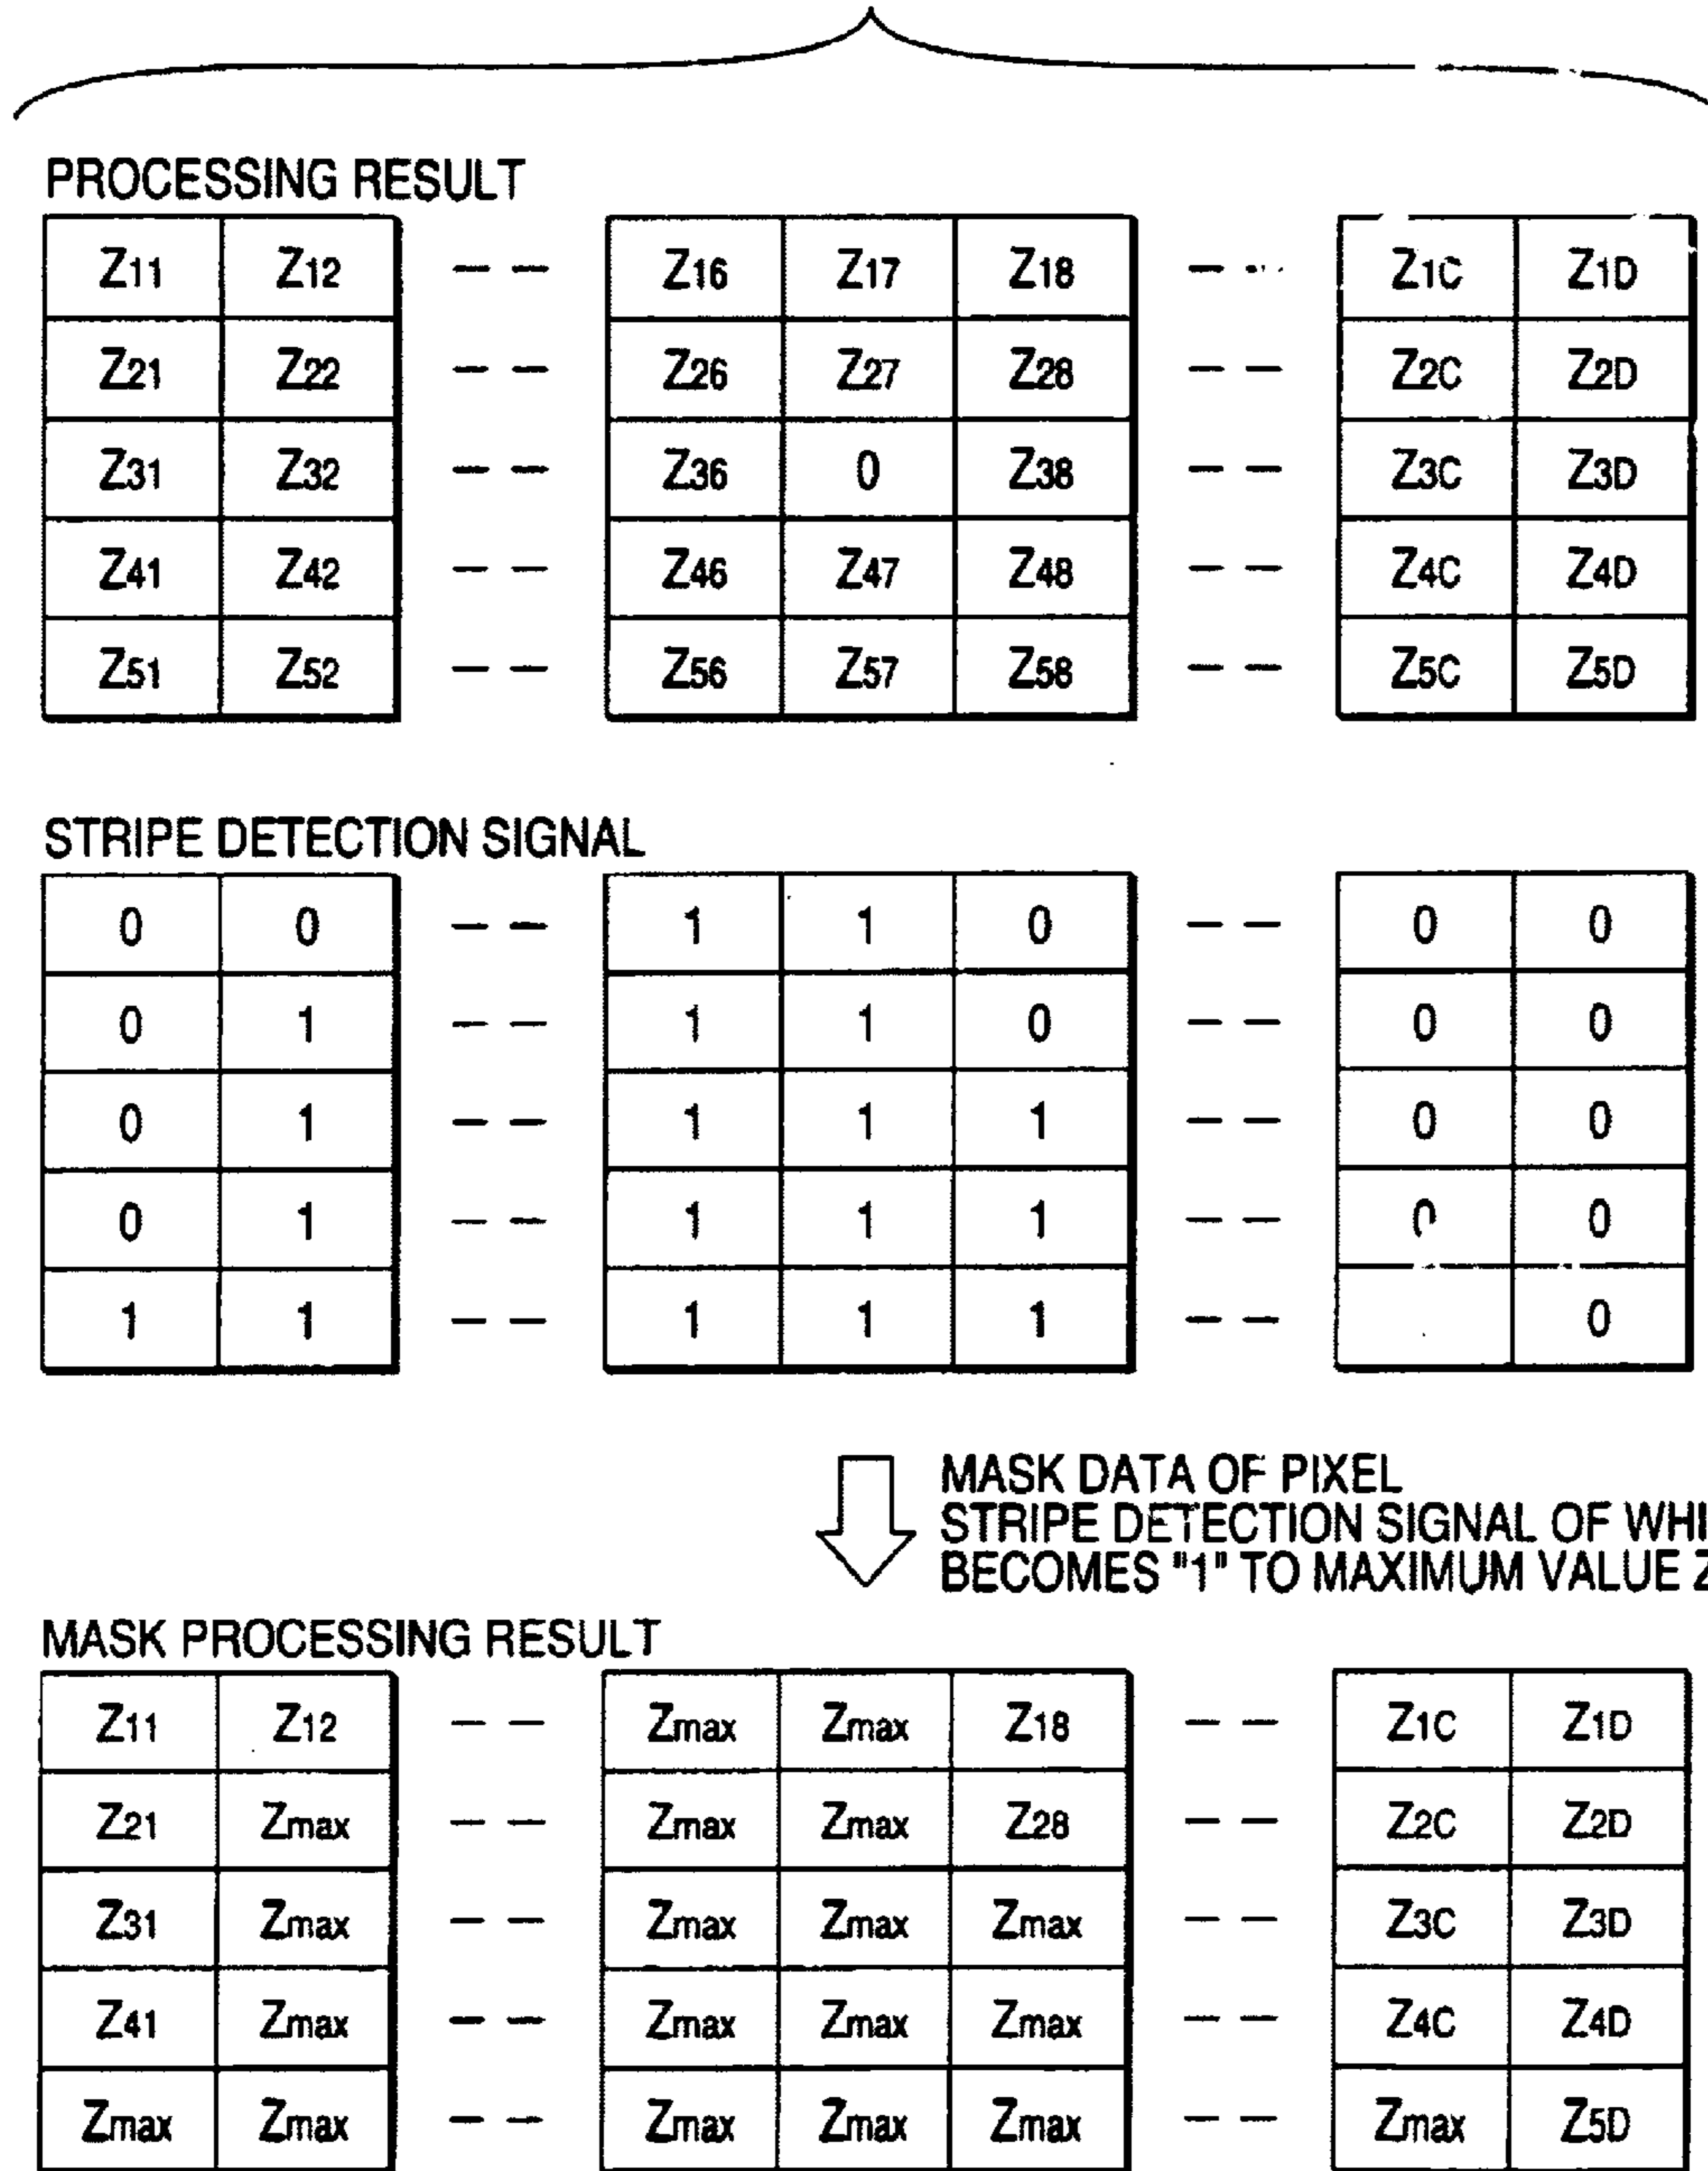 PROCESSING RESULT
Z11 Z12 -- Z16 Z17 Z18 -- Z1C Z1D
Z21 Z22 -- Z26 Z27 Z28 -- Z2C Z2D
Z31 Z32 -- Z36 0 Z38 -- Z3C Z3D
Z41 Z42 -- Z46 Z47 Z48 -- Z4C Z4D
Z51 Z52 -- Z56 Z57 Z58 -- Z5C Z5D
STRIPE DETECTION SIGNAL
0 0 -- 1 1 0 -- 0 0
0 1 -- 1 1 0 -- 0 0
0 1 -- 1 1 1 -- 0 0
0 1 -- 1 1 1 -- 0 0
1 1 -- 1 1 1 -- 0
MASK DATA OF PIXEL
STRIPE DETECTION SIGNAL OF
BECOMES "1" TO MAXIMUM VALUE
MASK PROCESSING RESULT
Z11 Z12 -- Zmax Zmax Z18 -- Z1C Z1D
Z21 Zmax -- Zmax Zmax Z28 -- Z2C Z2D
Z31 Zmax -- Zmax Zmax Zmax -- Z3C Z3D
Z41 Zmax -- Zmax Zmax Zmax -- Z4C Z4D
Zmax Zmax -- Zmax Zmax Zmax -- Zmax Z5D